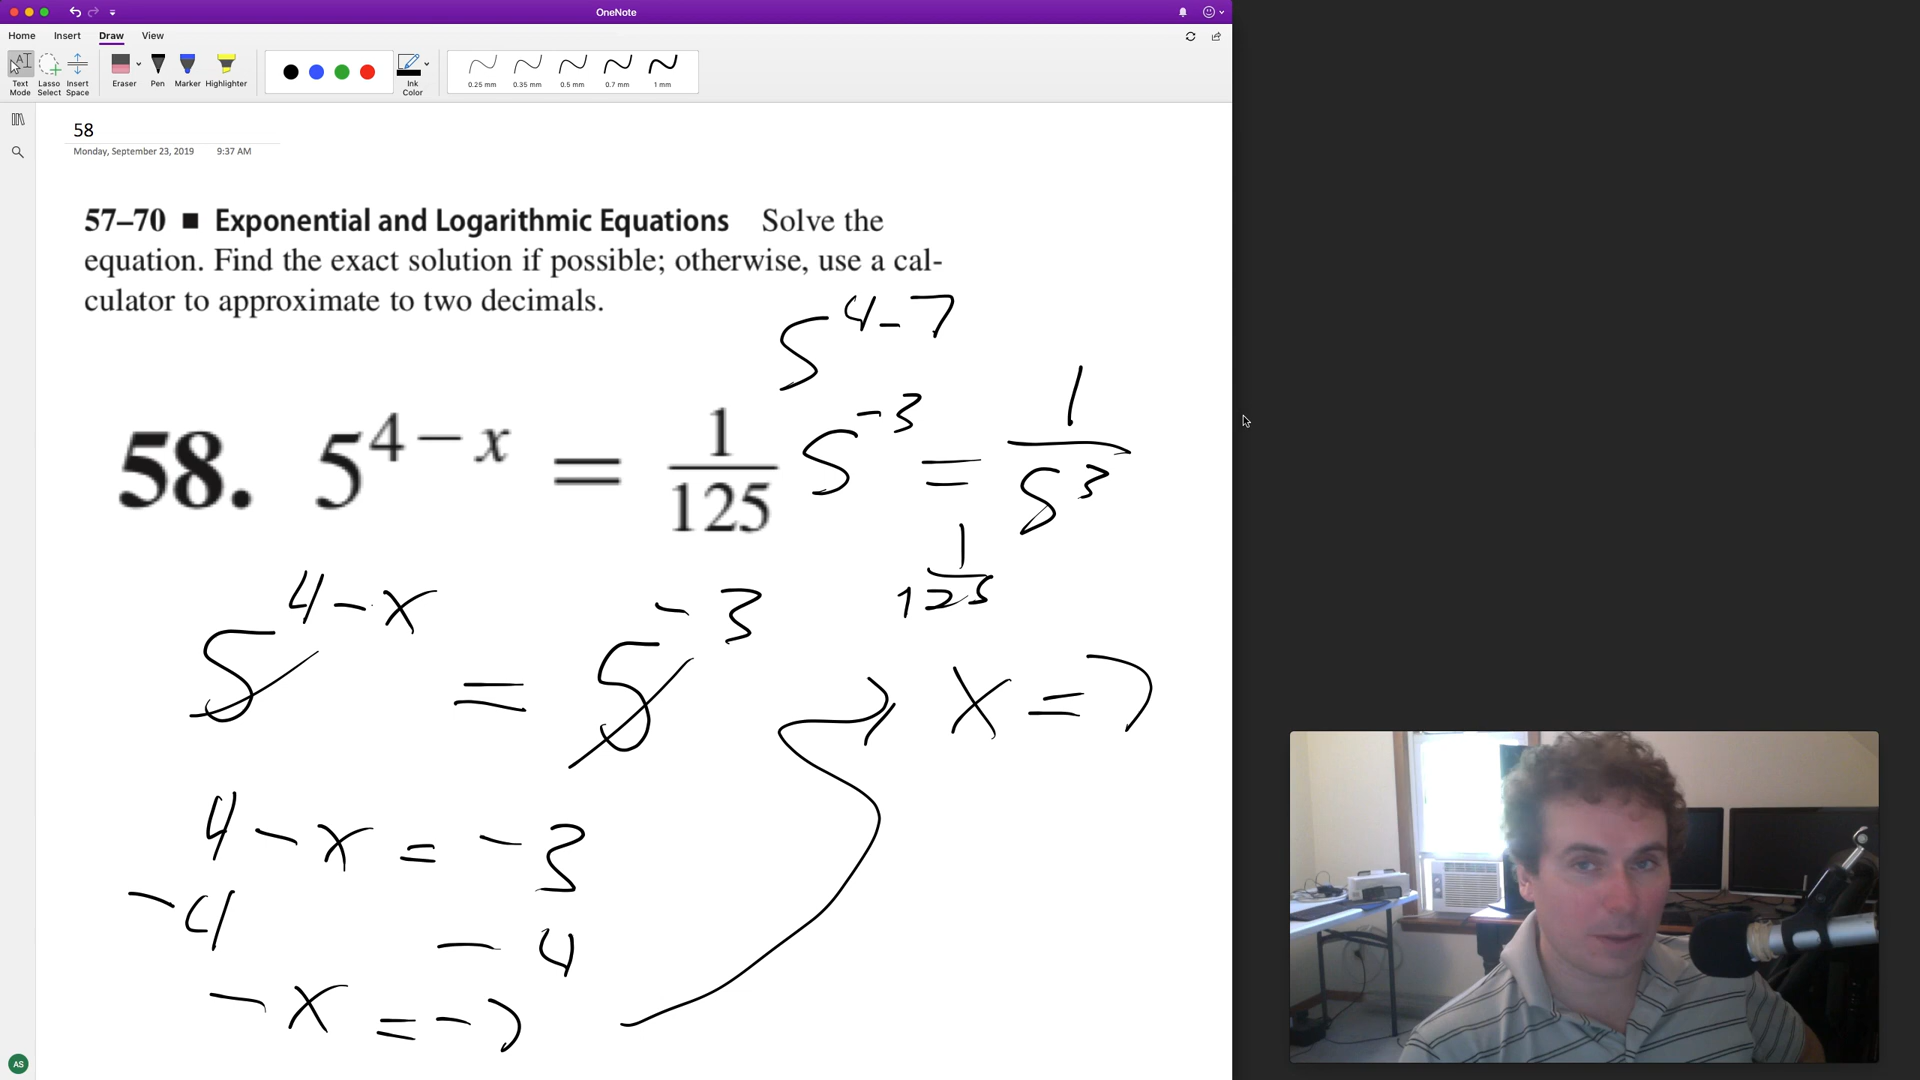 OneNote
Home Insert Draw View
Text Mode
Lasso Select
Insert Space
Eraser
Pen
Marker
Highlighter
Ink Color
0.25 mm 0.35 mm 0.5 mm 0.7 mm 1 mm
58
Monday, September 23, 2019 9:37 AM
57–70 ■ Exponential and Logarithmic Equations Solve the
equation. Find the exact solution if possible; otherwise, use a cal-
culator to approximate to two decimals.
5^{4-7}
58. 5^{4-x} = 1/125
5^{-3} = 1/5^3
1/125
5^{4-x} = 5^{-3}
x = 7
4 - x = -3
-4 -4
-x = -7
AS